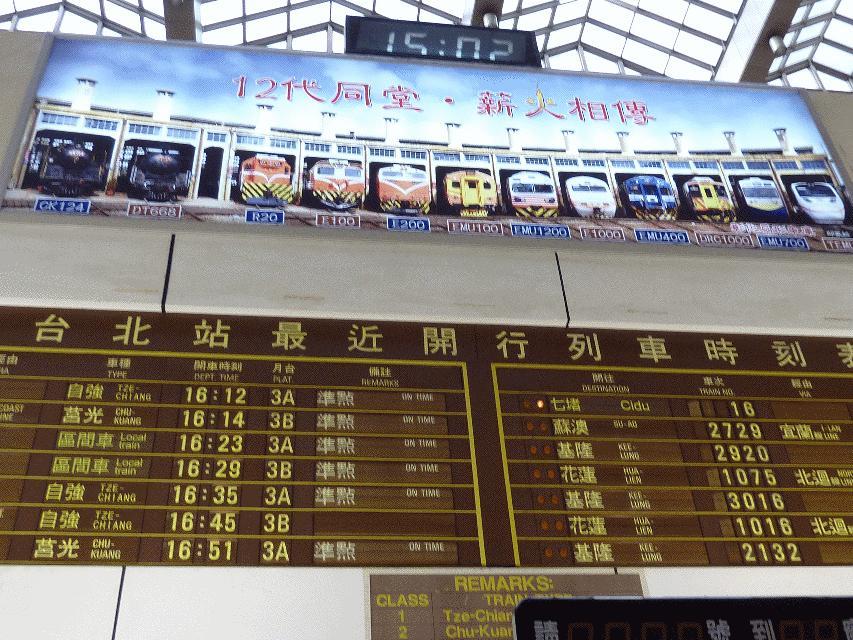 15:02
12代同堂・薪火相傳
CK124 DT668 R20 E100 E200 EMU100 EMU1200 E1000 EMU400 DRC1000 EMU700
台北站最近開行列車時刻
車種 TYPE 開車時刻 DEPT TIME 月台 PLAT. 備註 REMARKS
自強 TZE-CHIANG 16:12 3A 準點 ON TIME
莒光 CHU-KUANG 16:14 3B 準點 ON TIME
區間車 Local train 16:23 3A 準點 ON TIME
區間車 Local train 16:29 3B 準點 ON TIME
自強 TZE-CHIANG 16:35 3A 準點 ON TIME
自強 TZE-CHIANG 16:45 3B
莒光 CHU-KUANG 16:51 3A 準點 ON TIME
開往 DESTINATION 車次 TRAIN NO. 經由 VIA
七堵 Cidu 16
蘇澳 SU-AO 2729 宜蘭 I-LAN LINE
基隆 KEE-LUNG 2920
花蓮 HUA-LIEN 1075 北迴
基隆 KEE-LUNG 3016
花蓮 HUA-LIEN 1016 北迴
基隆 KEE-LUNG 2132
REMARKS:
CLASS TRAIN TYPE
1 Tze-Chian
2 Chu-Kuan
請 號到